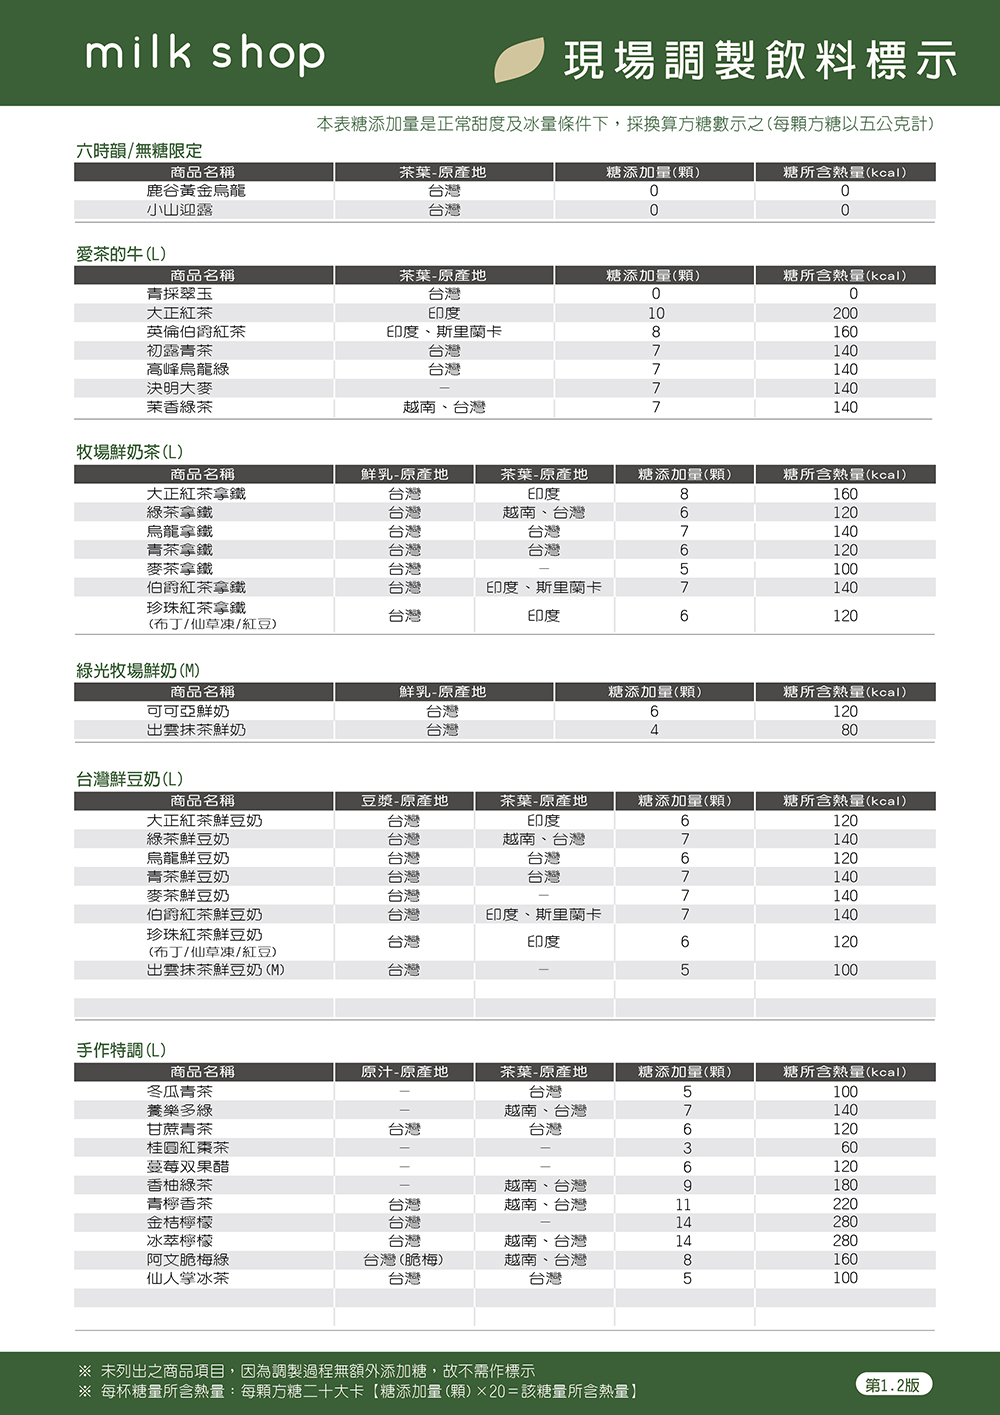 milk shop
現場調製飲料標示
本表糖添加量是正常甜度及冰量條件下，採換算方糖數示之(每顆方糖以五公克計)
六時韻/無糖限定
商品名稱 茶葉-原產地 糖添加量(顆) 糖所含熱量(kcal)
鹿谷黃金烏龍 台灣 0 0
小山迎露 台灣 0 0
愛茶的牛(L)
商品名稱 茶葉-原產地 糖添加量(顆) 糖所含熱量(kcal)
青採翠玉 台灣 0 0
大正紅茶 印度 10 200
英倫伯爵紅茶 印度、斯里蘭卡 8 160
初露青茶 台灣 7 140
高峰烏龍綠 台灣 7 140
決明大麥 — 7 140
茉香綠茶 越南、台灣 7 140
牧場鮮奶茶(L)
商品名稱 鮮乳-原產地 茶葉-原產地 糖添加量(顆) 糖所含熱量(kcal)
大正紅茶拿鐵 台灣 印度 8 160
綠茶拿鐵 台灣 越南、台灣 6 120
烏龍拿鐵 台灣 台灣 7 140
青茶拿鐵 台灣 台灣 6 120
麥茶拿鐵 台灣 — 5 100
伯爵紅茶拿鐵 台灣 印度、斯里蘭卡 7 140
珍珠紅茶拿鐵
(布丁/仙草凍/紅豆) 台灣 印度 6 120
綠光牧場鮮奶(M)
商品名稱 鮮乳-原產地 糖添加量(顆) 糖所含熱量(kcal)
可可亞鮮奶 台灣 6 120
出雲抹茶鮮奶 台灣 4 80
台灣鮮豆奶(L)
商品名稱 豆漿-原產地 茶葉-原產地 糖添加量(顆) 糖所含熱量(kcal)
大正紅茶鮮豆奶 台灣 印度 6 120
綠茶鮮豆奶 台灣 越南、台灣 7 140
烏龍鮮豆奶 台灣 台灣 6 120
青茶鮮豆奶 台灣 台灣 7 140
麥茶鮮豆奶 台灣 — 7 140
伯爵紅茶鮮豆奶 台灣 印度、斯里蘭卡 7 140
珍珠紅茶鮮豆奶
(布丁/仙草凍/紅豆) 台灣 印度 6 120
出雲抹茶鮮豆奶(M) 台灣 — 5 100
手作特調(L)
商品名稱 原汁-原產地 茶葉-原產地 糖添加量(顆) 糖所含熱量(kcal)
冬瓜青茶 — 台灣 5 100
養樂多綠 — 越南、台灣 7 140
甘蔗青茶 台灣 台灣 6 120
桂圓紅棗茶 — — 3 60
蔓莓双果醋 — — 6 120
香柚綠茶 — 越南、台灣 9 180
青檸香茶 台灣 越南、台灣 11 220
金桔檸檬 台灣 — 14 280
冰萃檸檬 台灣 越南、台灣 14 280
阿文脆梅綠 台灣(脆梅) 越南、台灣 8 160
仙人掌冰茶 台灣 台灣 5 100
※ 未列出之商品項目，因為調製過程無額外添加糖，故不需作標示
※ 每杯糖量所含熱量：每顆方糖二十大卡【糖添加量(顆)×20=該糖量所含熱量】
第1.2版